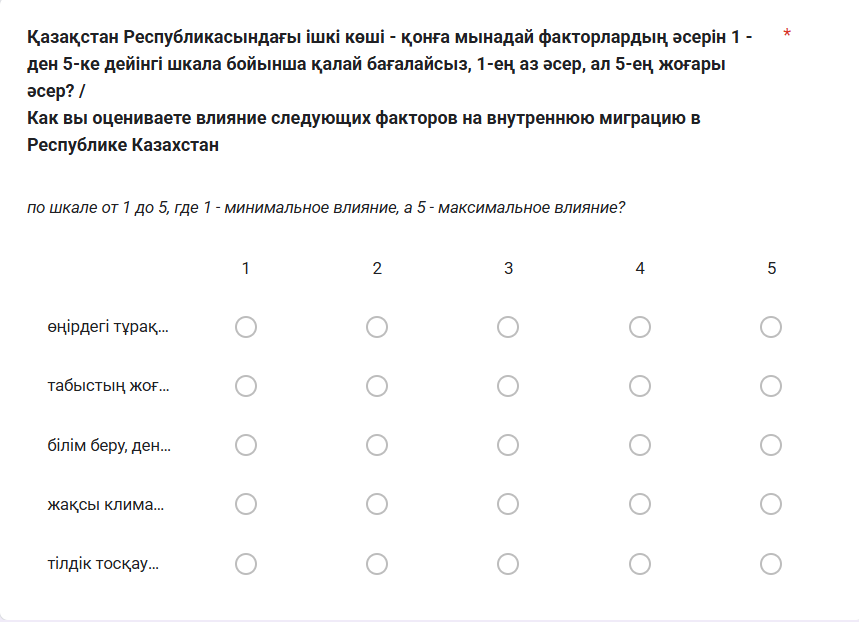 Қазақстан Республикасындағы ішкі көші - қонға мынадай факторлардың әсерін 1 - *
ден 5-ке дейінгі шкала бойынша қалай бағалайсыз, 1-ең аз әсер, ал 5-ең жоғары
әсер? /
Как вы оцениваете влияние следующих факторов на внутреннюю миграцию в
Республике Казахстан
по шкале от 1 до 5, где 1 - минимальное влияние, а 5 - максимальное влияние?
1 2 3 4 5
өңірдегі тұрақ...
табыстың жоғ...
білім беру, ден...
жақсы клима...
тілдік тосқау...